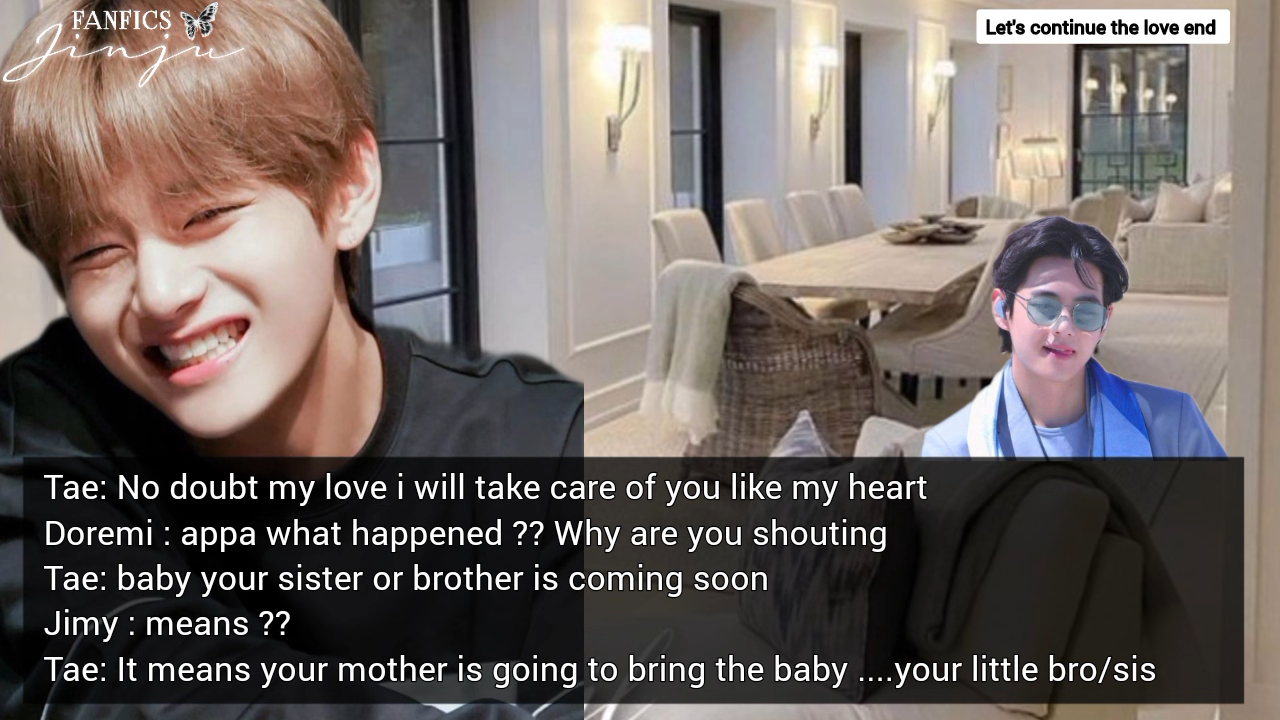 FANFICS
Jinju
Let's continue the love end
Tae: No doubt my love i will take care of you like my heart
Doremi : appa what happened ?? Why are you shouting
Tae: baby your sister or brother is coming soon
Jimy : means ??
Tae: It means your mother is going to bring the baby ....your little bro/sis